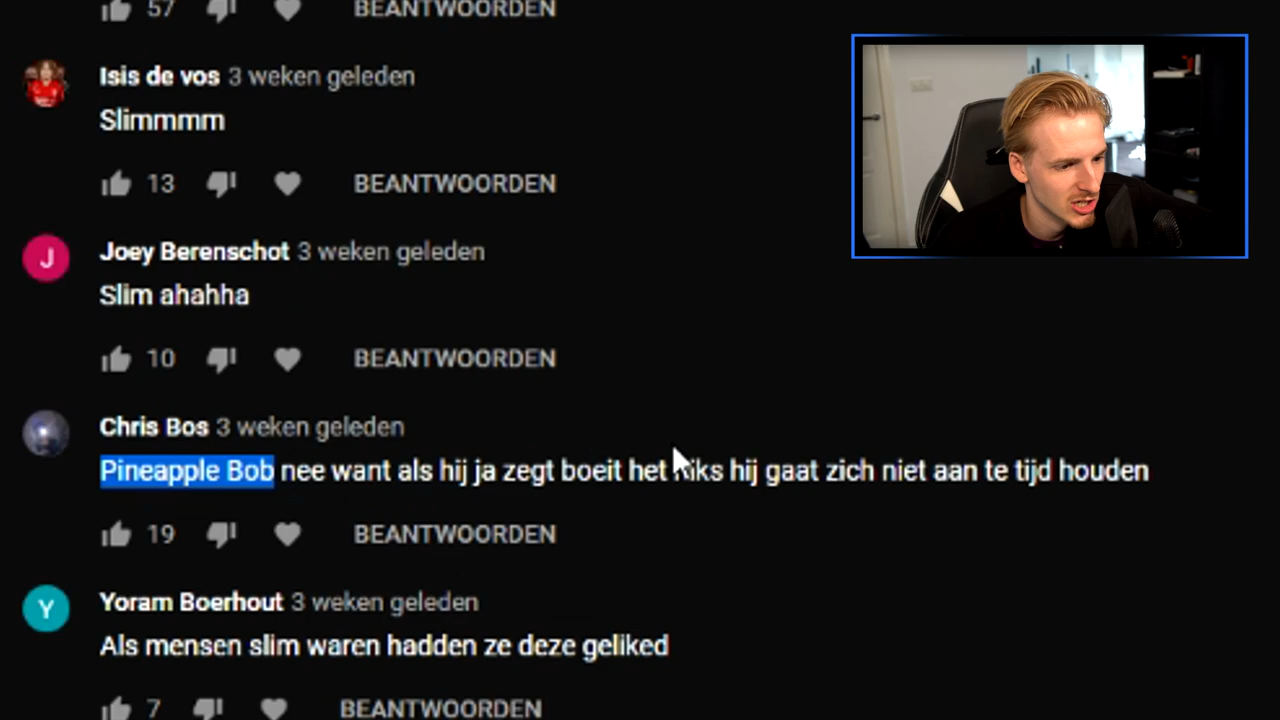 57 BEANTWOORDEN
Isis de vos 3 weken geleden
Slimmmm
13 BEANTWOORDEN
Joey Berenschot 3 weken geleden
Slim ahahha
10 BEANTWOORDEN
Chris Bos 3 weken geleden
Pineapple Bob nee want als hij ja zegt boeit het niks hij gaat zich niet aan te tijd houden
19 BEANTWOORDEN
Y Yoram Boerhout 3 weken geleden
Als mensen slim waren hadden ze deze geliked
7 BEANTWOORDEN